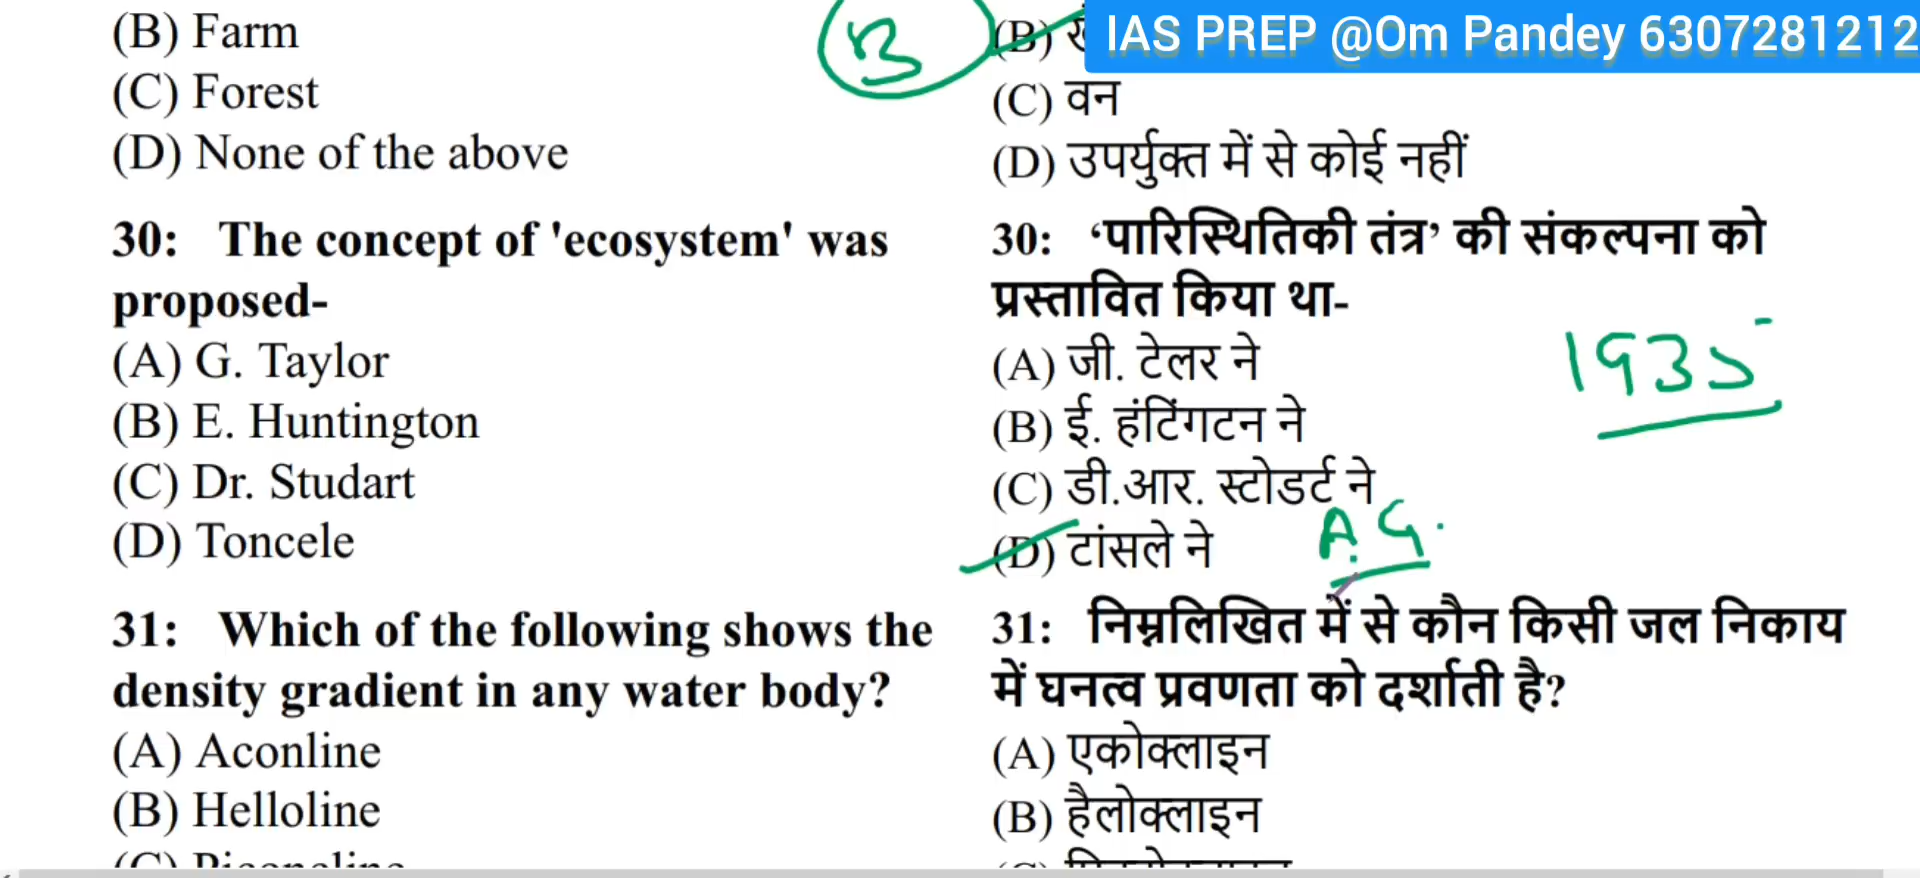 (B) Farm
(C) Forest
(D) None of the above
30: The concept of 'ecosystem' was
proposed-
(A) G. Taylor
(B) E. Huntington
(C) Dr. Studart
(D) Toncele
31: Which of the following shows the
density gradient in any water body?
(A) Aconline
(B) Helloline
B
(B)
IAS PREP @Om Pandey 6307281212
(C) वन
(D) उपर्युक्त में से कोई नहीं
30: ‘पारिस्थितिकी तंत्र’ की संकल्पना को
प्रस्तावित किया था-
(A) जी. टेलर ने
1935
(B) ई. हंटिंगटन ने
(C) डी.आर. स्टोडर्ट ने
(D) टांसले ने A. G.
31: निम्नलिखित में से कौन किसी जल निकाय
में घनत्व प्रवणता को दर्शाती है?
(A) एकोक्लाइन
(B) हैलोक्लाइन